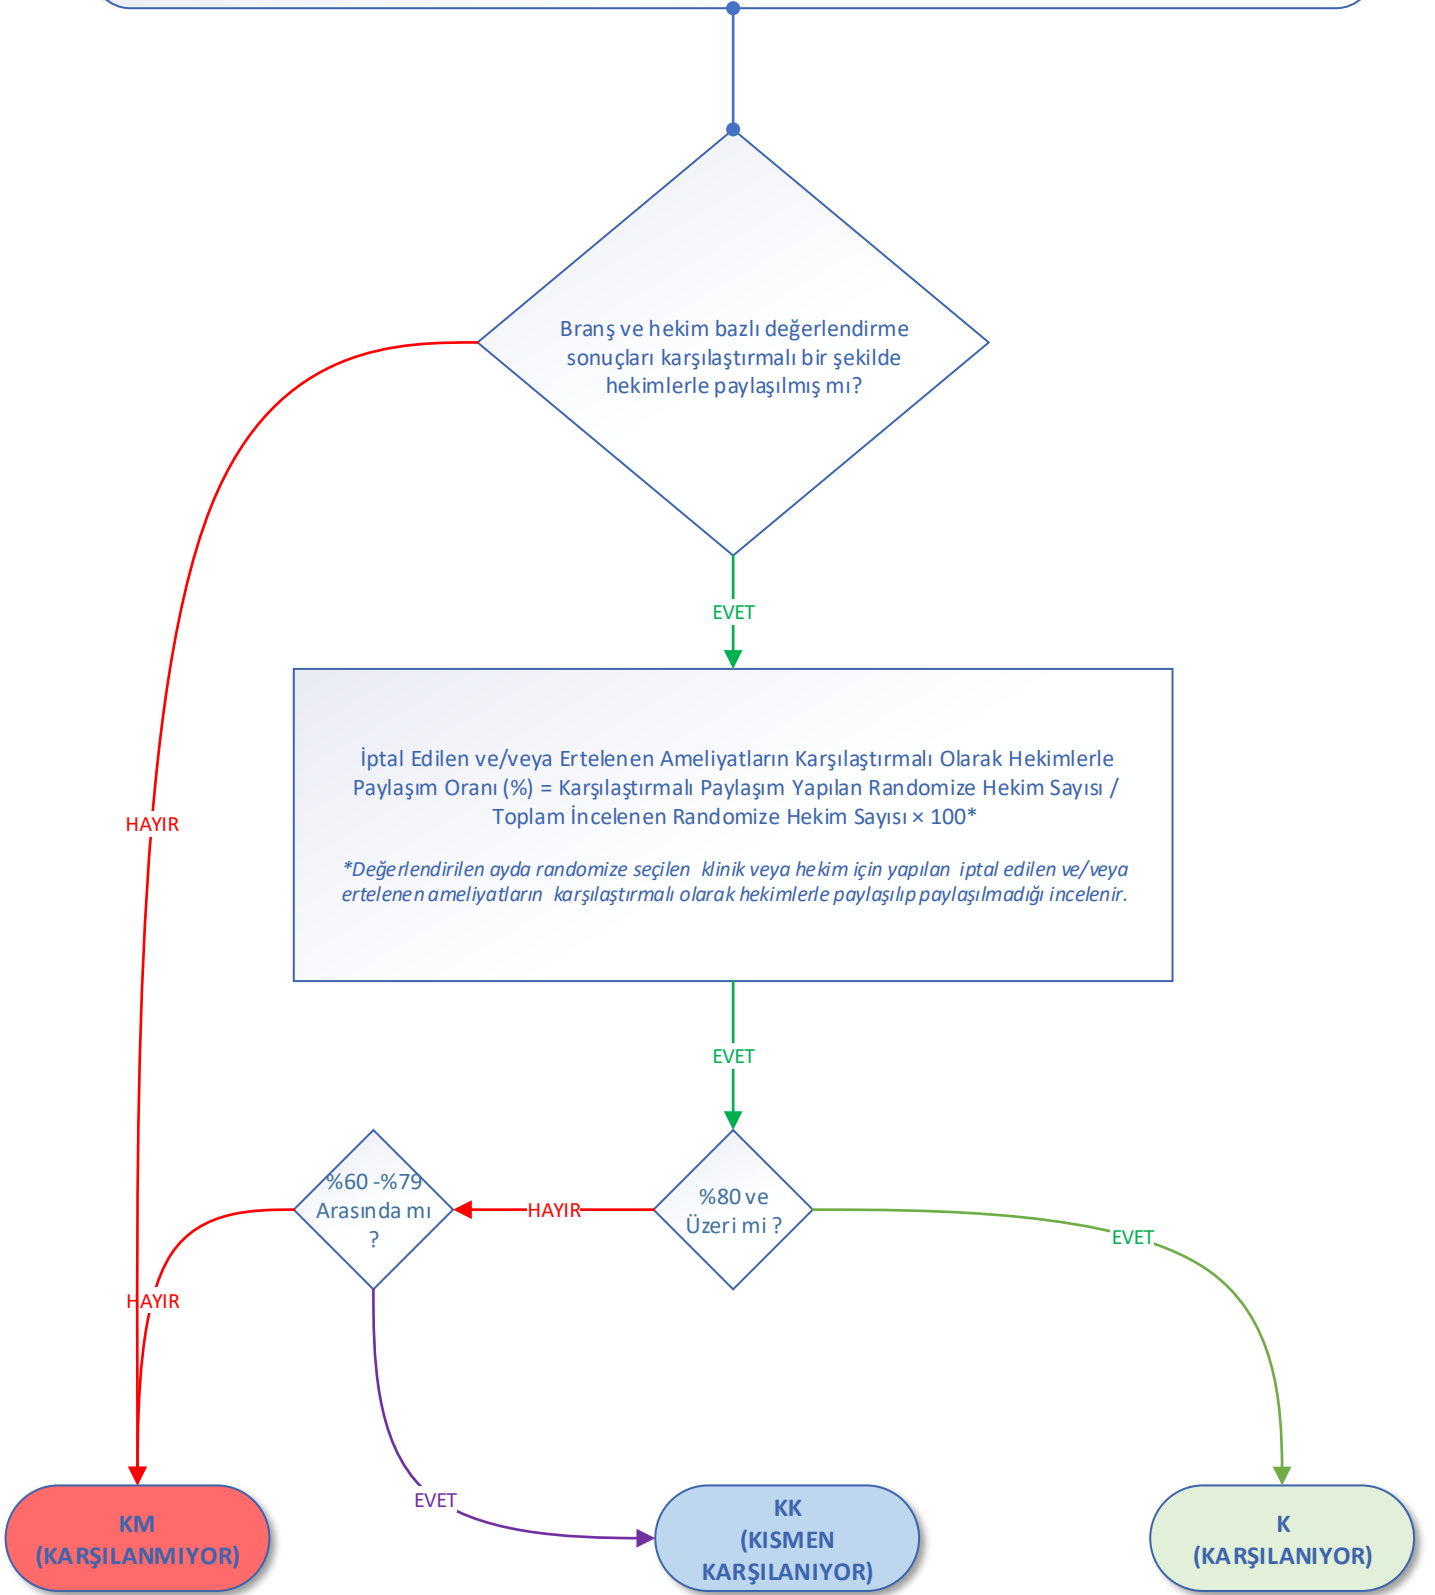 Branş ve hekim bazlı değerlendirme
sonuçları karşılaştırmalı bir şekilde
hekimlerle paylaşılmış mı?
EVET
İptal Edilen ve/veya Ertelenen Ameliyatların Karşılaştırmalı Olarak Hekimlerle
Paylaşım Oranı (%) = Karşılaştırmalı Paylaşım Yapılan Randomize Hekim Sayısı /
Toplam İncelenen Randomize Hekim Sayısı × 100*
HAYIR
*Değerlendirilen ayda randomize seçilen klinik veya hekim için yapılan iptal edilen ve/veya
ertelenen ameliyatların karşılaştırmalı olarak hekimlerle paylaşılıp paylaşılmadığı incelenir.
EVET
%60 -%79
Arasında mı
?
HAYIR
%80 ve
Üzeri mi ?
EVET
HAYIR
EVET
KM
(KARŞILANMIYOR)
KK
(KISMEN
KARŞILANIYOR)
K
(KARŞILANIYOR)